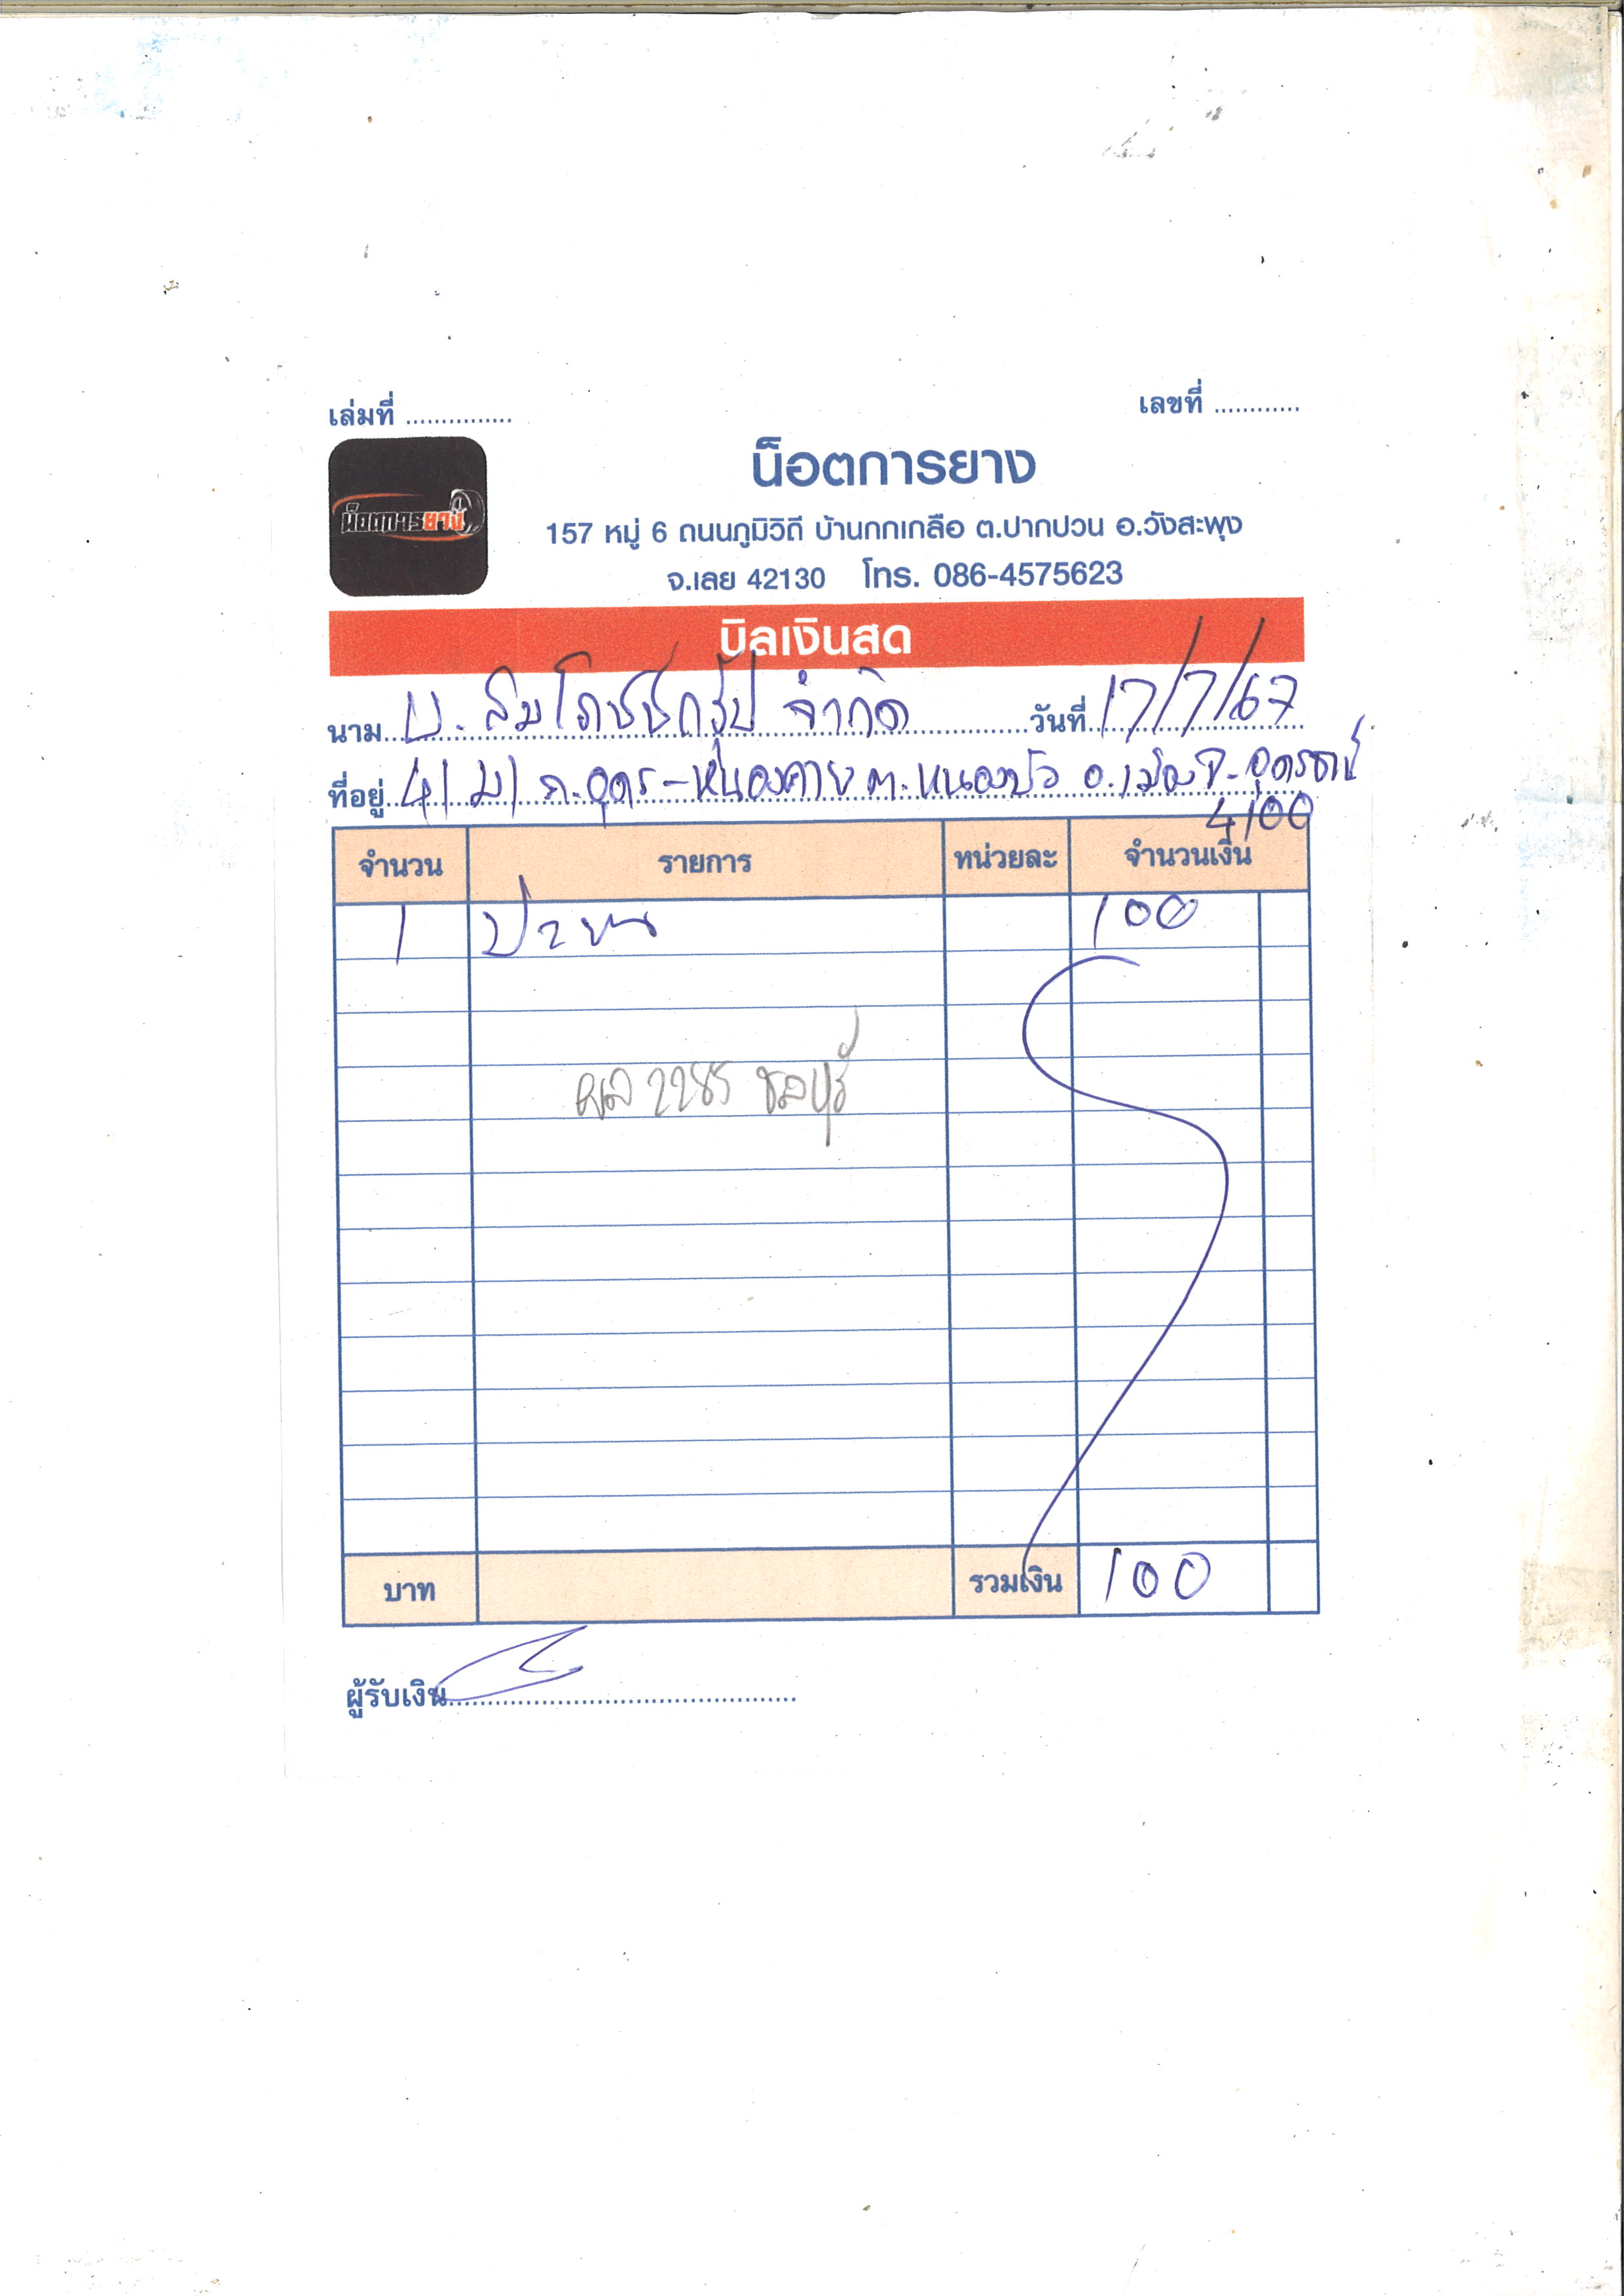 เล่มที่ ............... เลขที่ ............
น็อตการยาง
น็อตการยาง
157 หมู่ 6 ถนนภูมิวิถี บ้านกกเกลือ ต.ปากปวน อ.วังสะพุง
จ.เลย 42130 โทร. 086-4575623
บิลเงินสด
นาม บ. ลิมโภชชกรุ๊ป จำกัด วันที่ 17/7/67
ที่อยู่ 41 ม1 ถ.อุดร-หนองคาย ต.หนองบัว อ.เมือง จ.อุดรธานี
4100
จำนวน รายการ หน่วยละ จำนวนเงิน
1 ปะยาง 100
2285 ชลบุรี
บาท รวมเงิน 100
ผู้รับเงิน